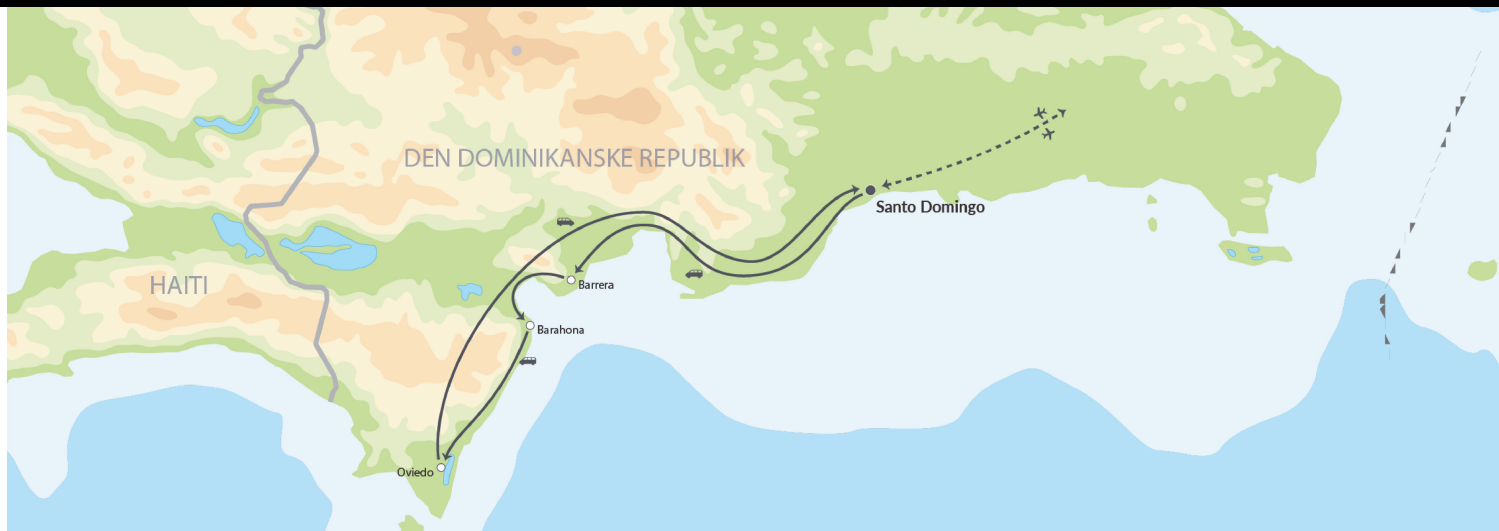 DEN DOMINIKANSKE REPUBLIK
Santo Domingo
HAITI
Barrera
Barahona
Oviedo